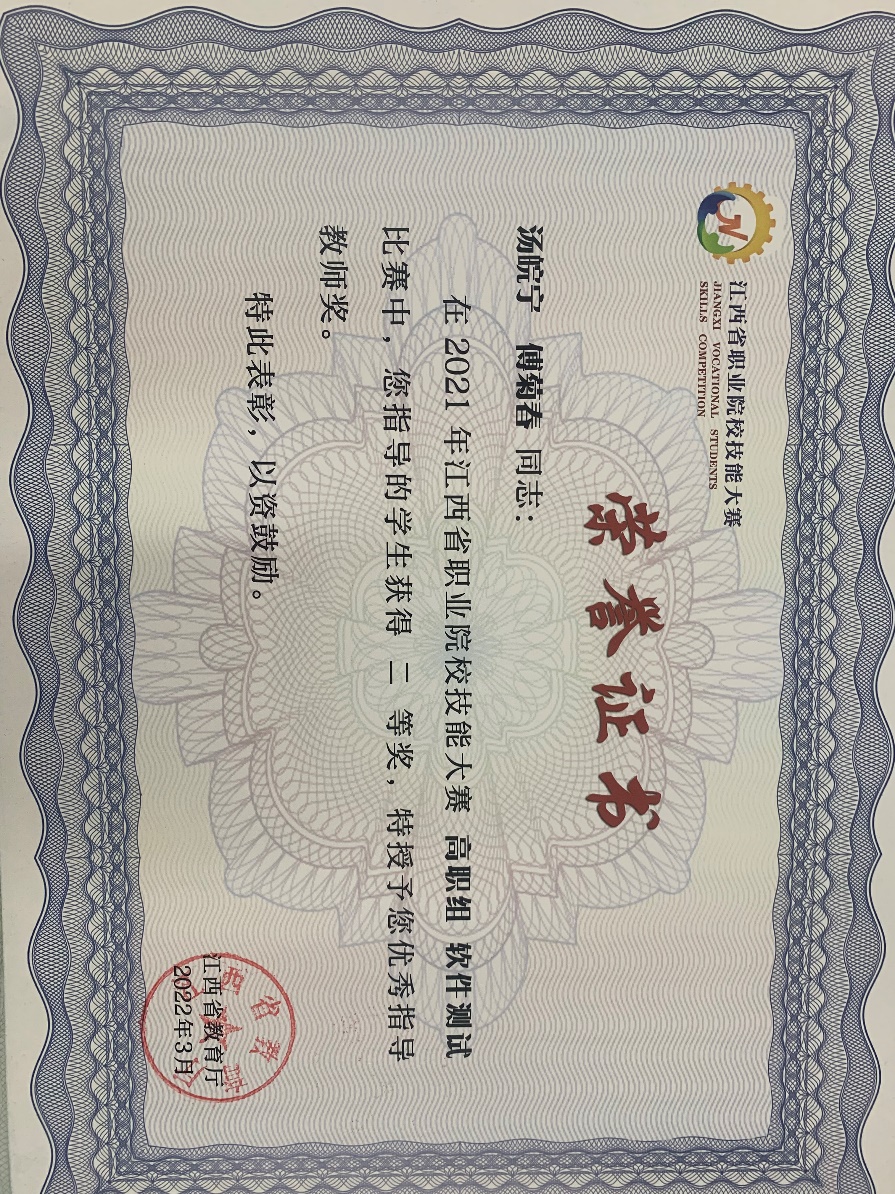 江西省职业院校技能大赛
JIANGXI VOCATIONAL STUDENTS
SKILLS COMPETITION
荣誉证书
汤皖宁 傅菊春 同志：
在 2021 年江西省职业院校技能大赛 高职组 软件测试
比赛中，您指导的学生获得 二 等奖，特授予您优秀指导
教师奖。
特此表彰，以资鼓励。
江西省教育厅
2022年3月